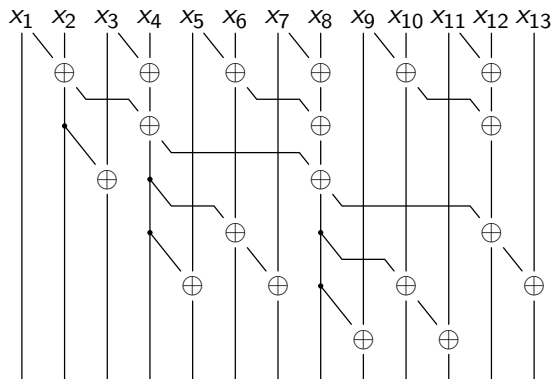 x₁ x₂ x₃ x₄ x₅ x₆ x₇ x₈ x₉ x₁₀ x₁₁ x₁₂ x₁₃